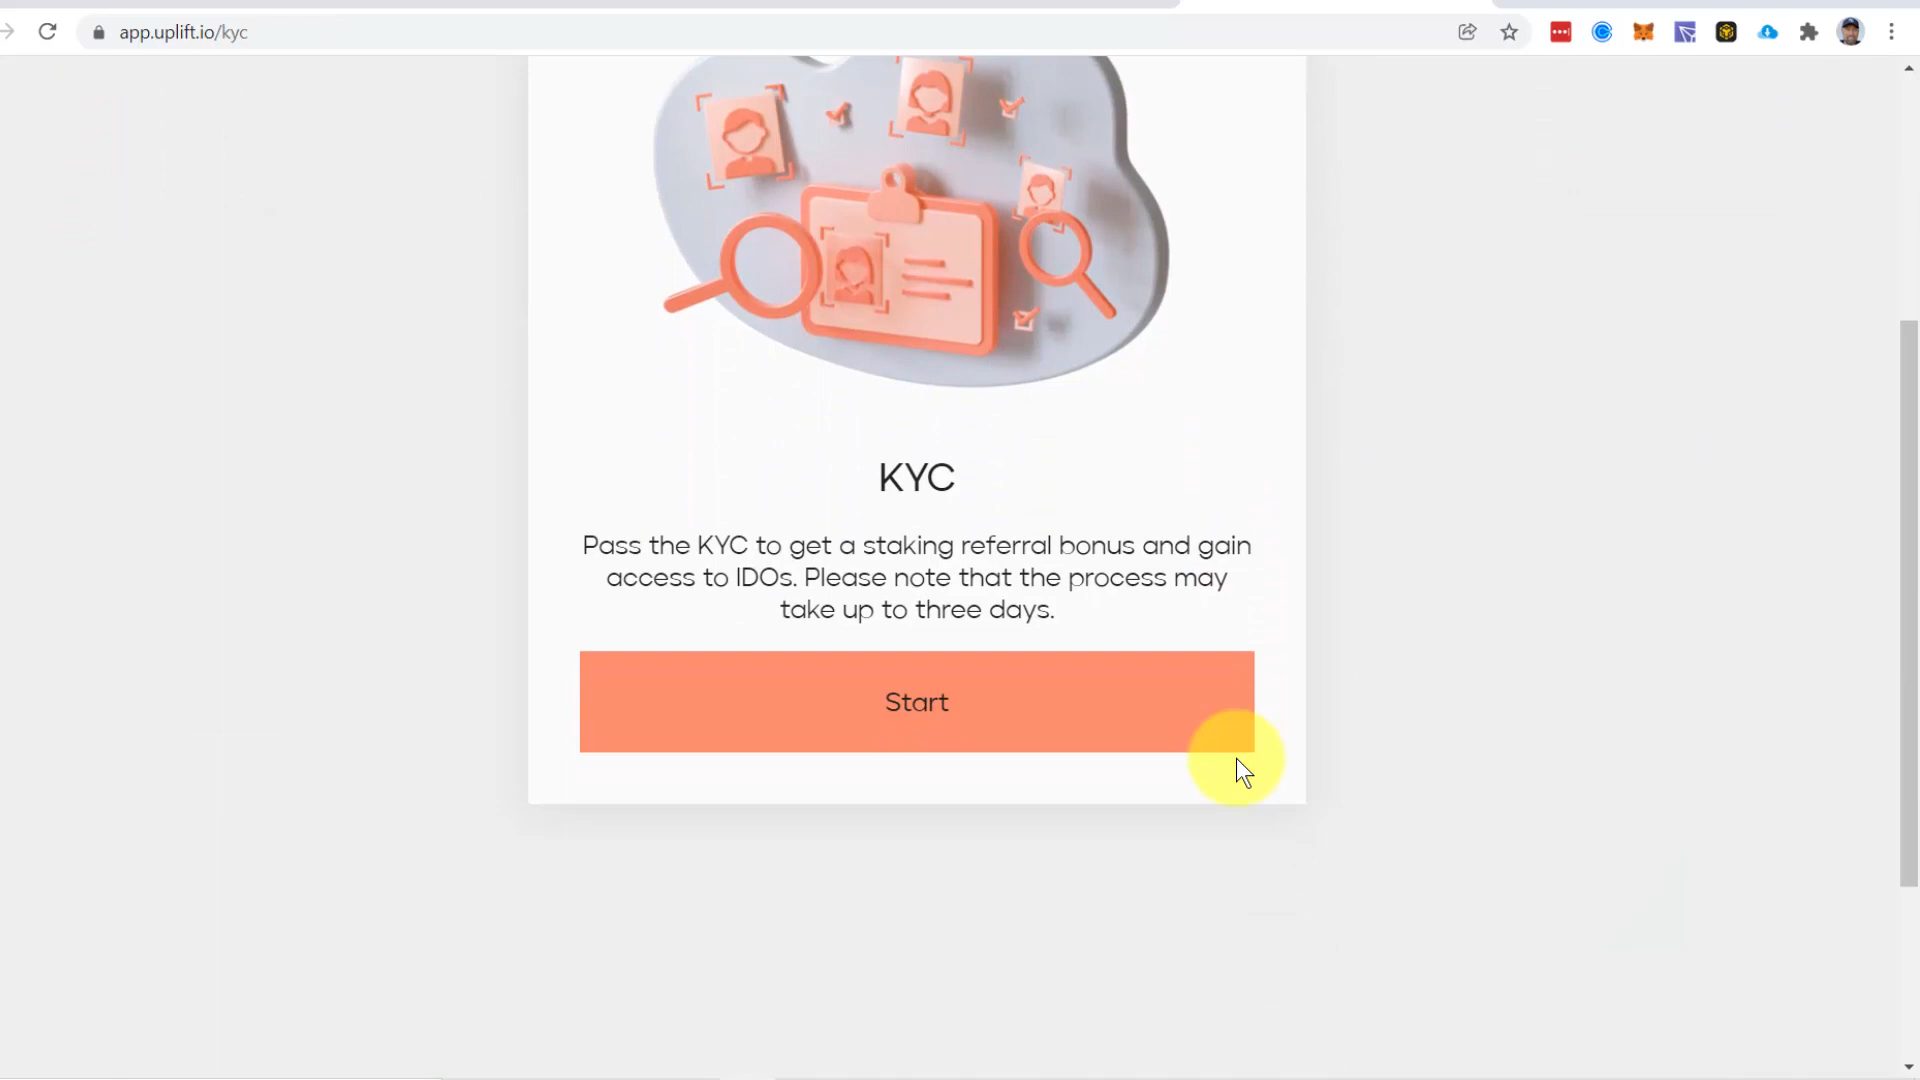 app.uplift.io/kyc
KYC
Pass the KYC to get a staking referral bonus and gain
access to IDOs. Please note that the process may
take up to three days.
Start